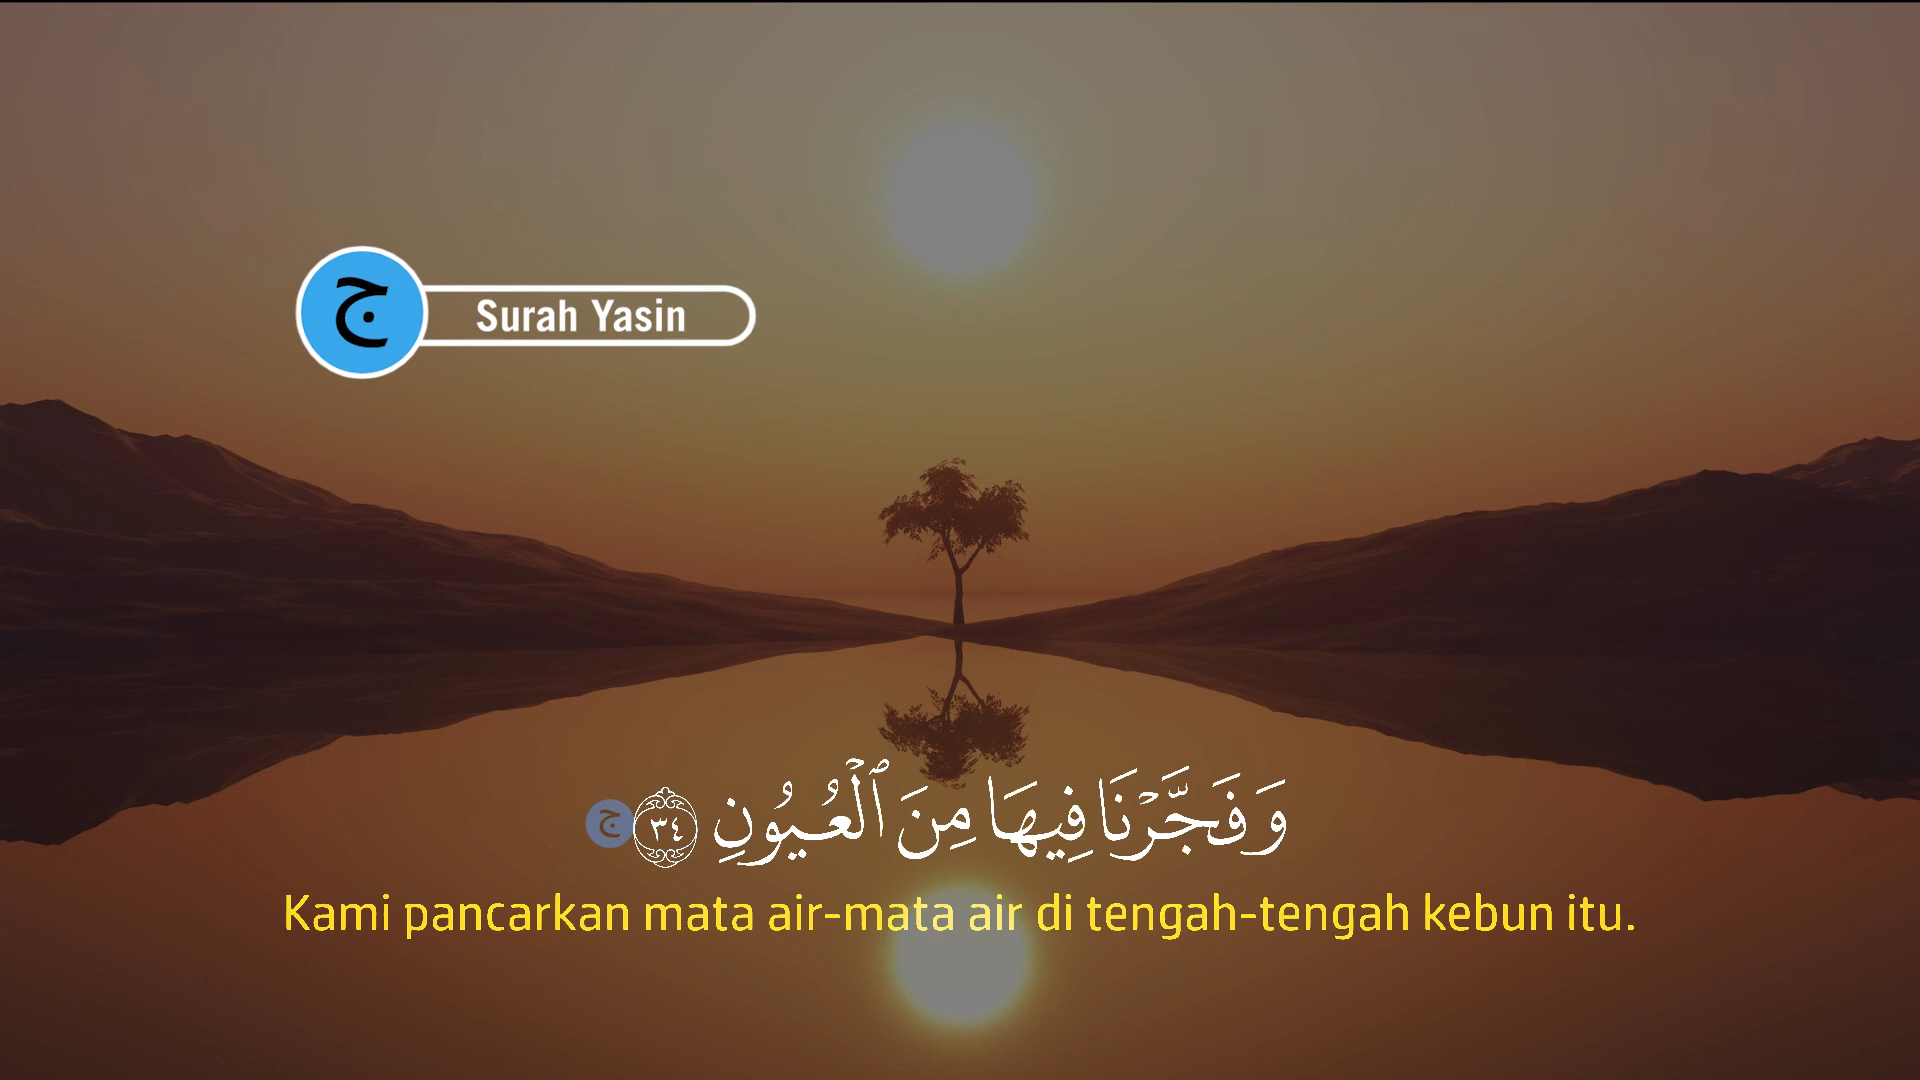 ج
Surah Yasin
وَفَجَّرْنَا فِيهَا مِنَ ٱلْعُيُونِ ٣٤ ج
Kami pancarkan mata air-mata air di tengah-tengah kebun itu.